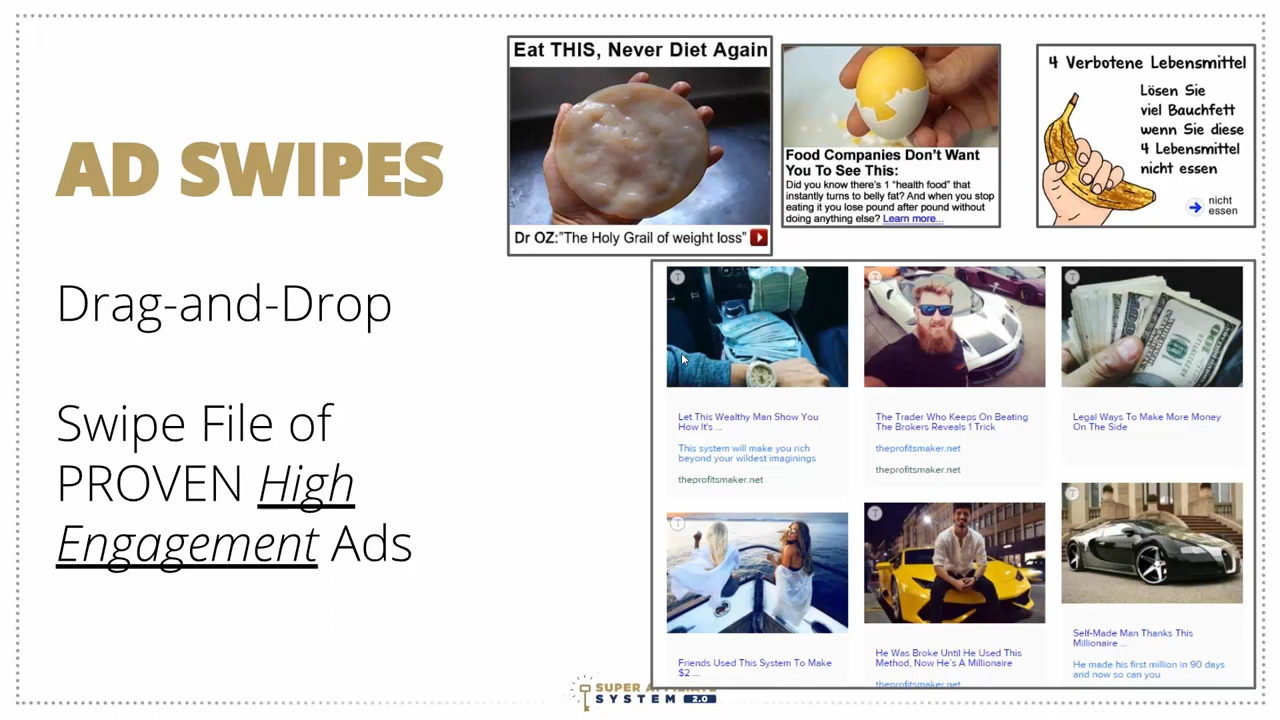 AD SWIPES
Drag-and-Drop
Swipe File of
PROVEN High
Engagement Ads
Eat THIS, Never Diet Again
Dr OZ:"The Holy Grail of weight loss"
Food Companies Don't Want
You To See This:
Did you know there's 1 "health food" that
instantly turns to belly fat? And when you stop
eating it you lose pound after pound without
doing anything else? Learn more...
4 Verbotene Lebensmittel
Lösen Sie
viel Bauchfett
wenn Sie diese
4 Lebensmittel
nicht essen
nicht
essen
Let This Wealthy Man Show You
How It's ...
This system will make you rich
beyond your wildest imaginings
theprofitsmaker.net
The Trader Who Keeps On Beating
The Brokers Reveals 1 Trick
theprofitsmaker.net
theprofitsmaker.net
Legal Ways To Make More Money
On The Side
Friends Used This System To Make
$2 ...
He Was Broke Until He Used This
Method, Now He's A Millionaire
theprofitsmaker.net
Self-Made Man Thanks This
Millionaire ...
He made his first million in 90 days
and now so can you
SUPER AFFILIATE
SYSTEM 2.0